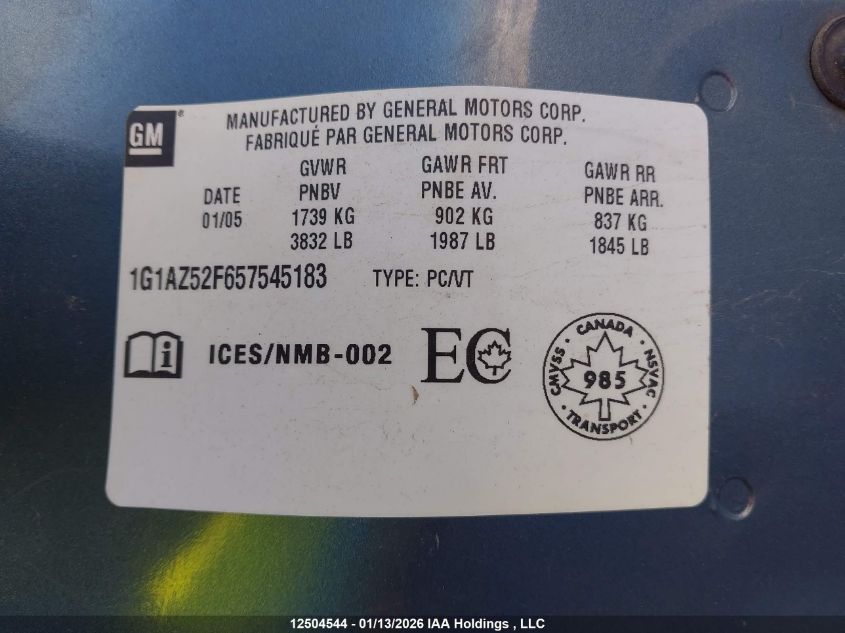 GM
MANUFACTURED BY GENERAL MOTORS CORP.
FABRIQUÉ PAR GENERAL MOTORS CORP.
GVWR GAWR FRT GAWR RR
DATE PNBV PNBE AV. PNBE ARR.
01/05 1739 KG 902 KG 837 KG
3832 LB 1987 LB 1845 LB
1G1AZ52F657545183 TYPE: PC/VT
i ICES/NMB-002 EC
CANADA
CMVSS 985 NSVAC
TRANSPORT
12504544 - 01/13/2026 IAA Holdings , LLC